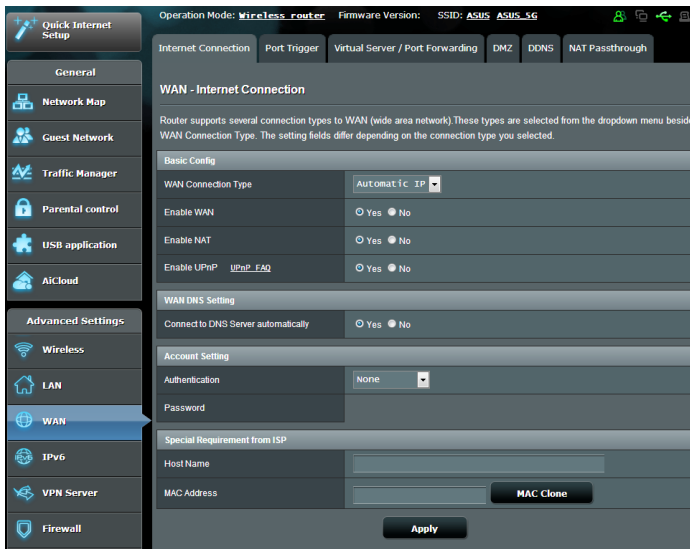 Quick Internet Setup
Operation Mode: Wireless router Firmware Version: SSID: ASUS ASUS_5G
Internet Connection Port Trigger Virtual Server / Port Forwarding DMZ DDNS NAT Passthrough
General
Network Map
Guest Network
Traffic Manager
Parental control
USB application
AiCloud
Advanced Settings
Wireless
LAN
WAN
IPv6
VPN Server
Firewall
WAN - Internet Connection
Router supports several connection types to WAN (wide area network).These types are selected from the dropdown menu besid
WAN Connection Type. The setting fields differ depending on the connection type you selected.
Basic Config
WAN Connection Type Automatic IP
Enable WAN Yes No
Enable NAT Yes No
Enable UPnP UPnP FAQ Yes No
WAN DNS Setting
Connect to DNS Server automatically Yes No
Account Setting
Authentication None
Password
Special Requirement from ISP
Host Name
MAC Address MAC Clone
Apply